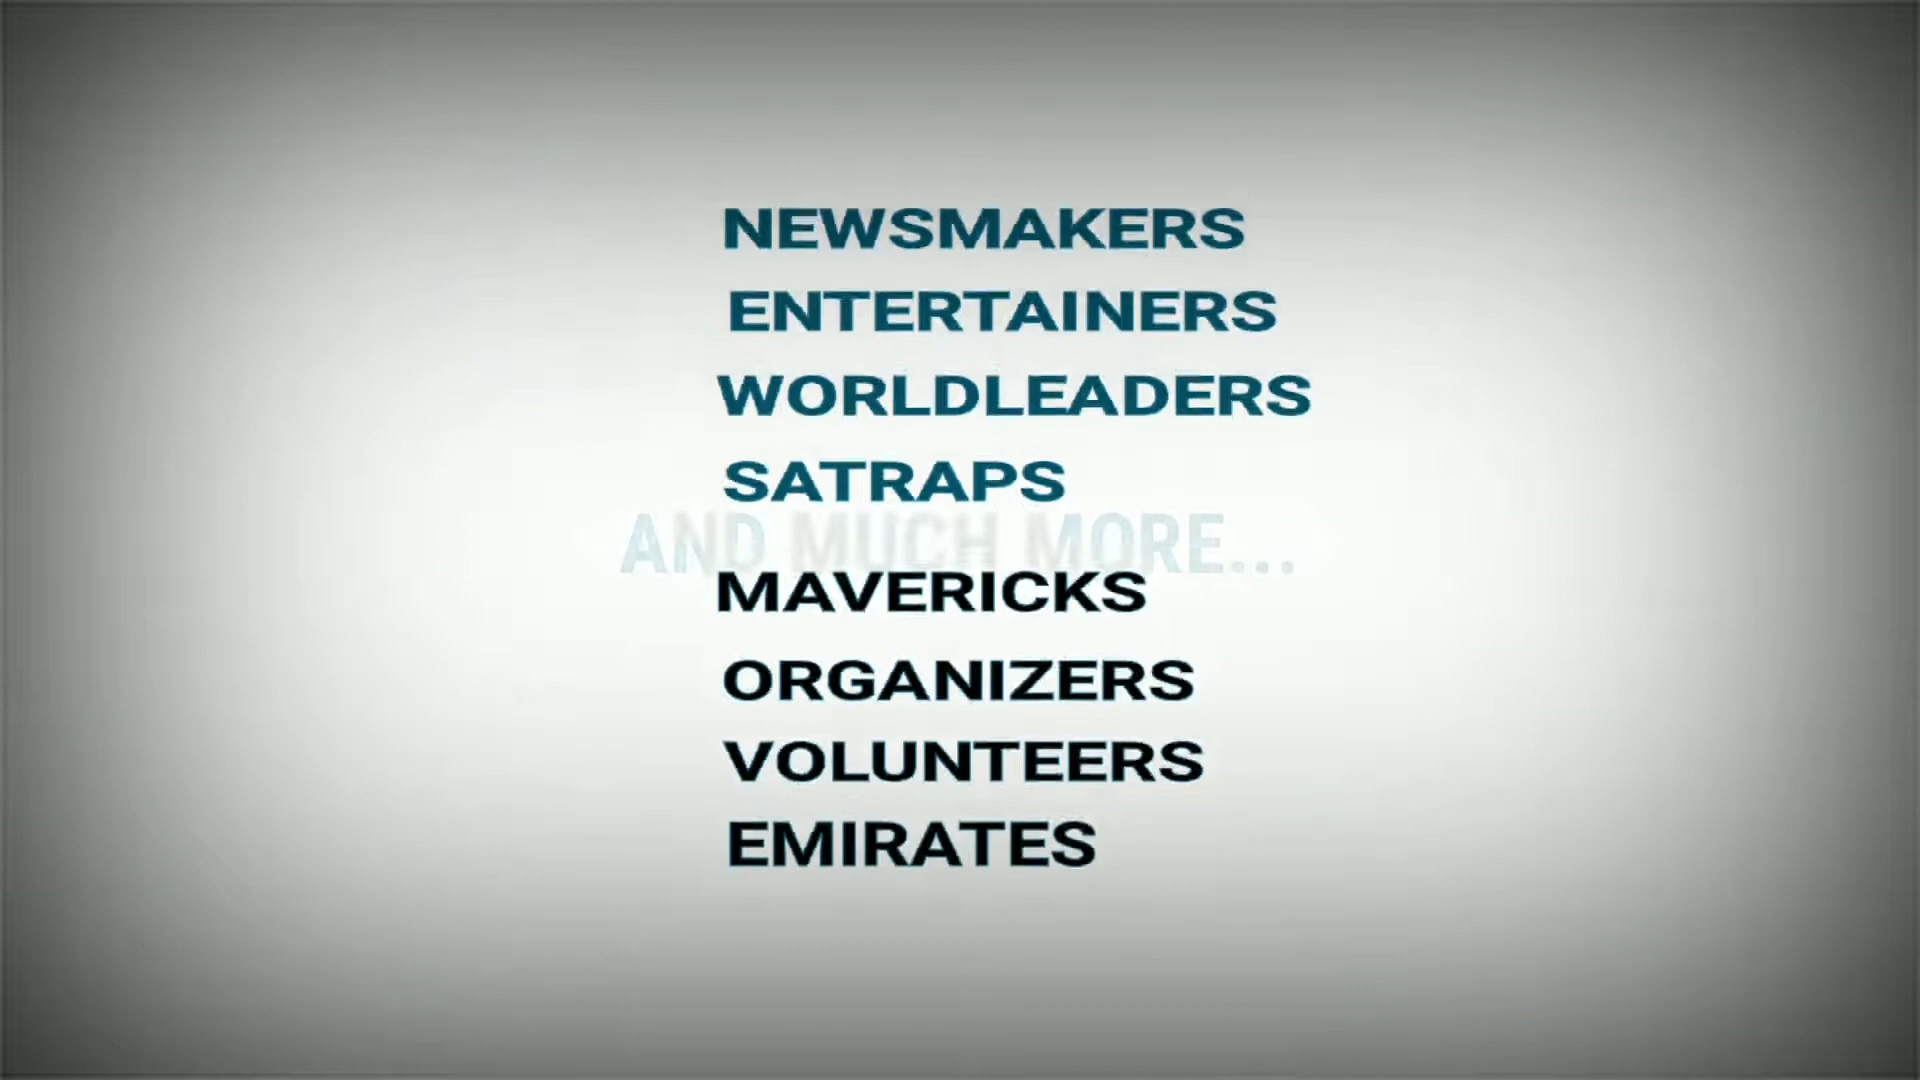 NEWSMAKERS
ENTERTAINERS
WORLDLEADERS
SATRAPS
AND MUCH MORE...
MAVERICKS
ORGANIZERS
VOLUNTEERS
EMIRATES